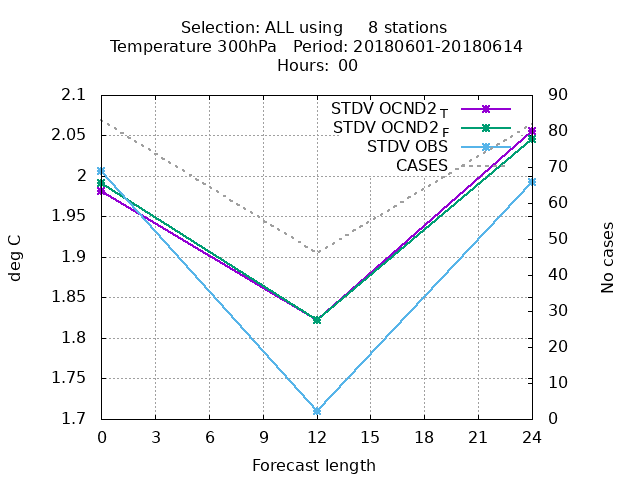 Selection: ALL using     8 stations
Temperature 300hPa   Period: 20180601-20180614
Hours:  00
2.1
2.05
2
1.95
1.9
1.85
1.8
1.75
1.7
deg C
STDV OCND2_T
STDV OCND2_F
STDV OBS
CASES
90
80
70
60
50
40
30
20
10
0
No cases
0 3 6 9 12 15 18 21 24
Forecast length